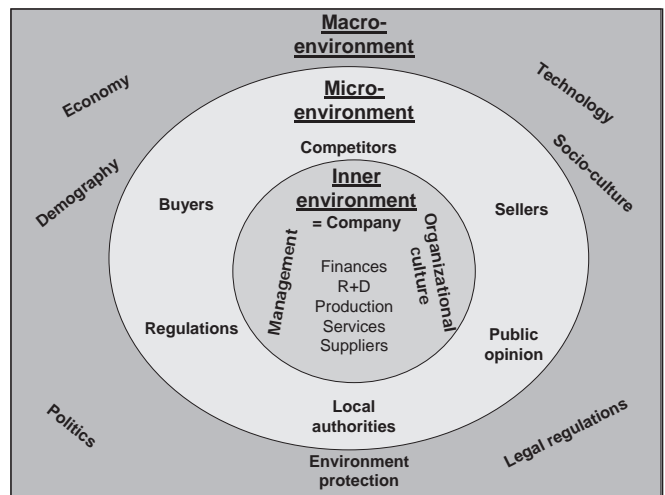 Macro-
environment
Economy
Technology
Micro-
environment
Competitors
Demography
Socio-culture
Inner
environment
= Company
Buyers
Sellers
Management
Organizational
culture
Finances
R+D
Production
Services
Suppliers
Regulations
Public
opinion
Local
authorities
Politics
Legal regulations
Environment
protection